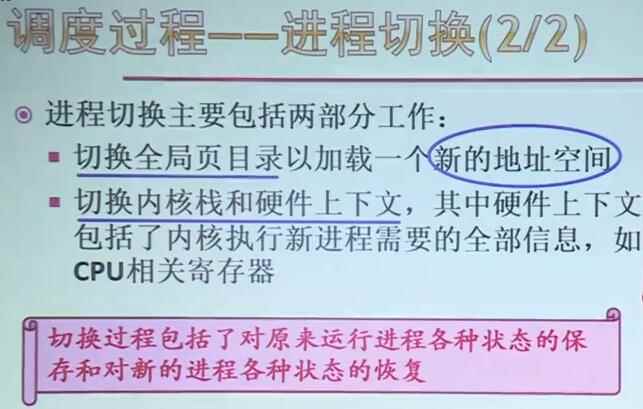 调度过程——进程切换(2/2)
进程切换主要包括两部分工作：
切换全局页目录以加载一个新的地址空间
切换内核栈和硬件上下文，其中硬件上下文
包括了内核执行新进程需要的全部信息，如
CPU相关寄存器
切换过程包括了对原来运行进程各种状态的保
存和对新的进程各种状态的恢复